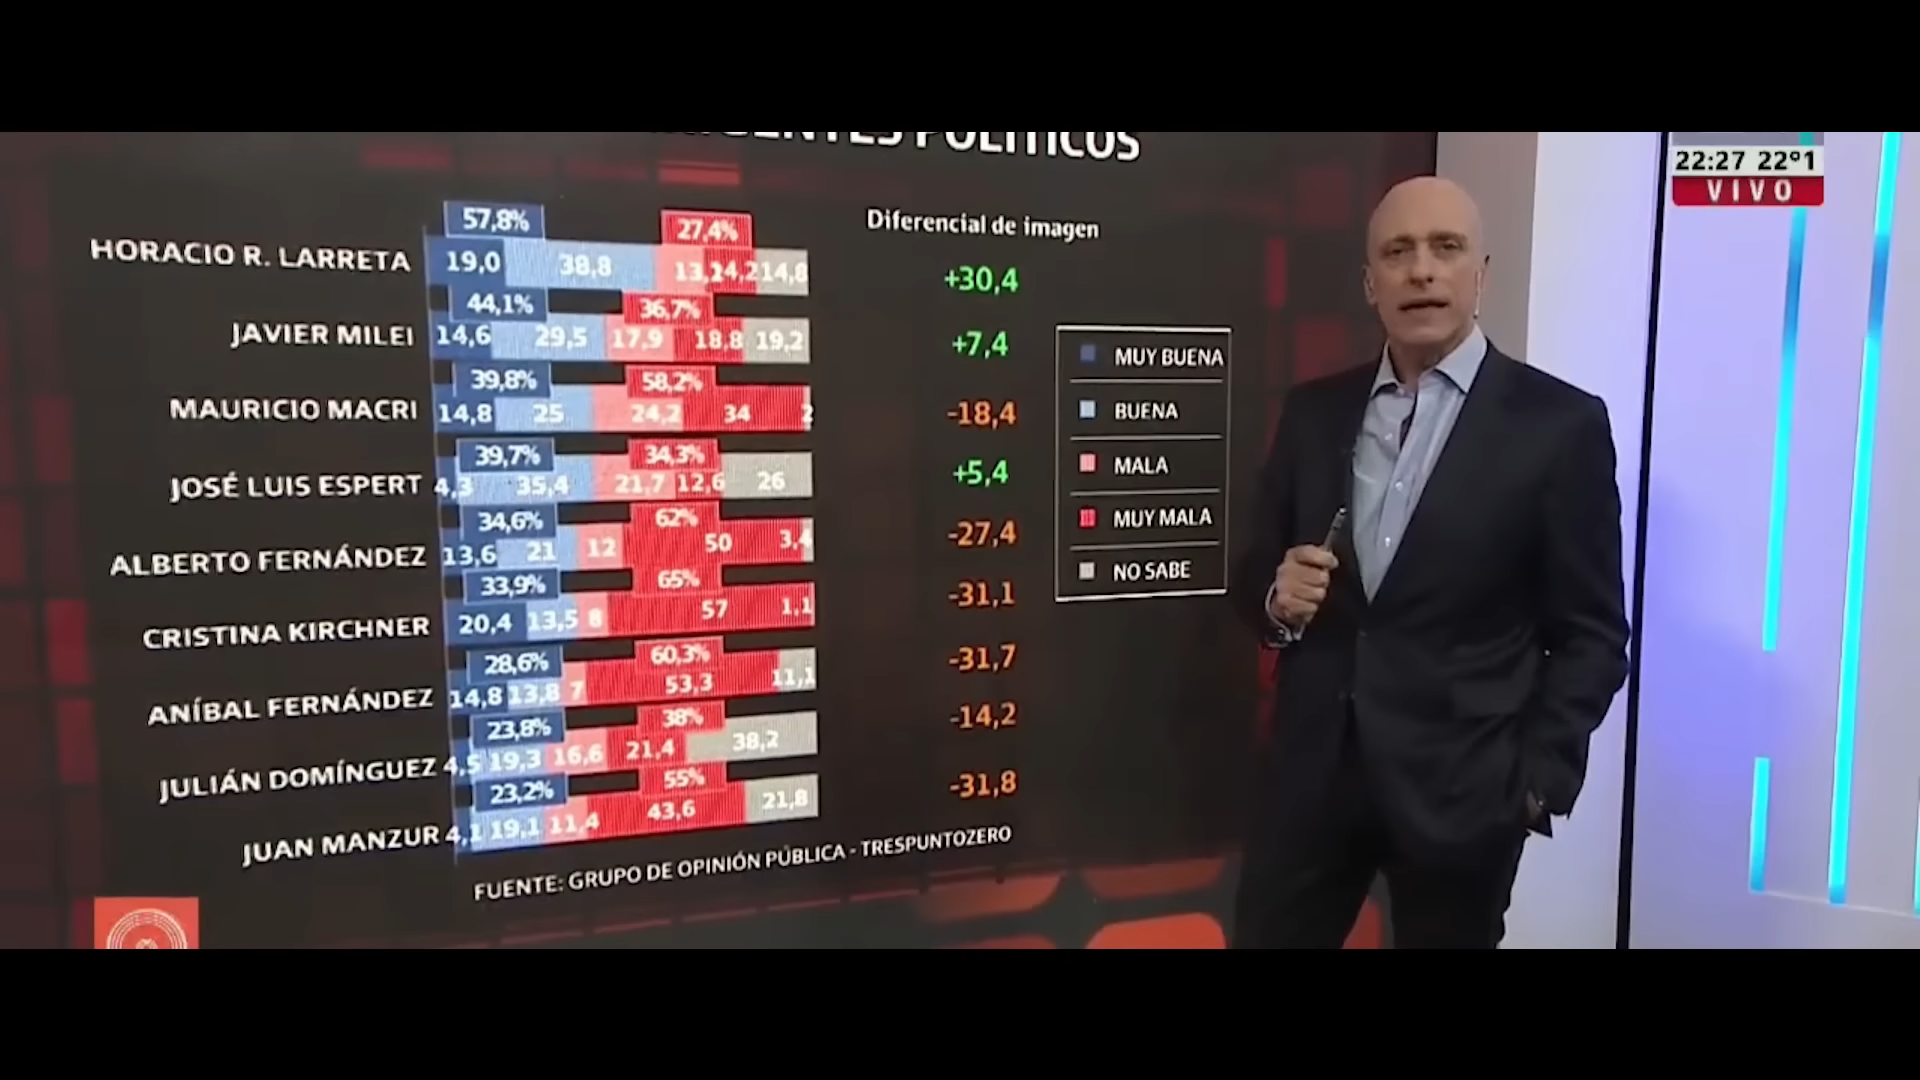 POLÍTICOS
22:27 22°1
VIVO
Diferencial de imagen
57,8% 27,4%
HORACIO R. LARRETA 19,0 38,8 13,2 14,2 14,8 +30,4
44,1% 36,7%
JAVIER MILEI 14,6 29,5 17,9 18,8 19,2 +7,4
39,8% 58,2%
MAURICIO MACRI 14,8 25 24,2 34 2 -18,4
39,7% 34,3%
JOSÉ LUIS ESPERT 4,3 35,4 21,7 12,6 26 +5,4
34,6% 62%
ALBERTO FERNÁNDEZ 13,6 21 12 50 3,4 -27,4
33,9% 65%
CRISTINA KIRCHNER 20,4 13,5 8 57 1,1 -31,1
28,6% 60,3%
ANÍBAL FERNÁNDEZ 14,8 13,8 7 53,3 11,1 -31,7
23,8% 38%
JULIÁN DOMÍNGUEZ 4,5 19,3 16,6 21,4 38,2 -14,2
23,2% 55%
JUAN MANZUR 4,1 19,1 11,4 43,6 21,8 -31,8
MUY BUENA
BUENA
MALA
MUY MALA
NO SABE
FUENTE: GRUPO DE OPINIÓN PÚBLICA - TRESPUNTOZERO